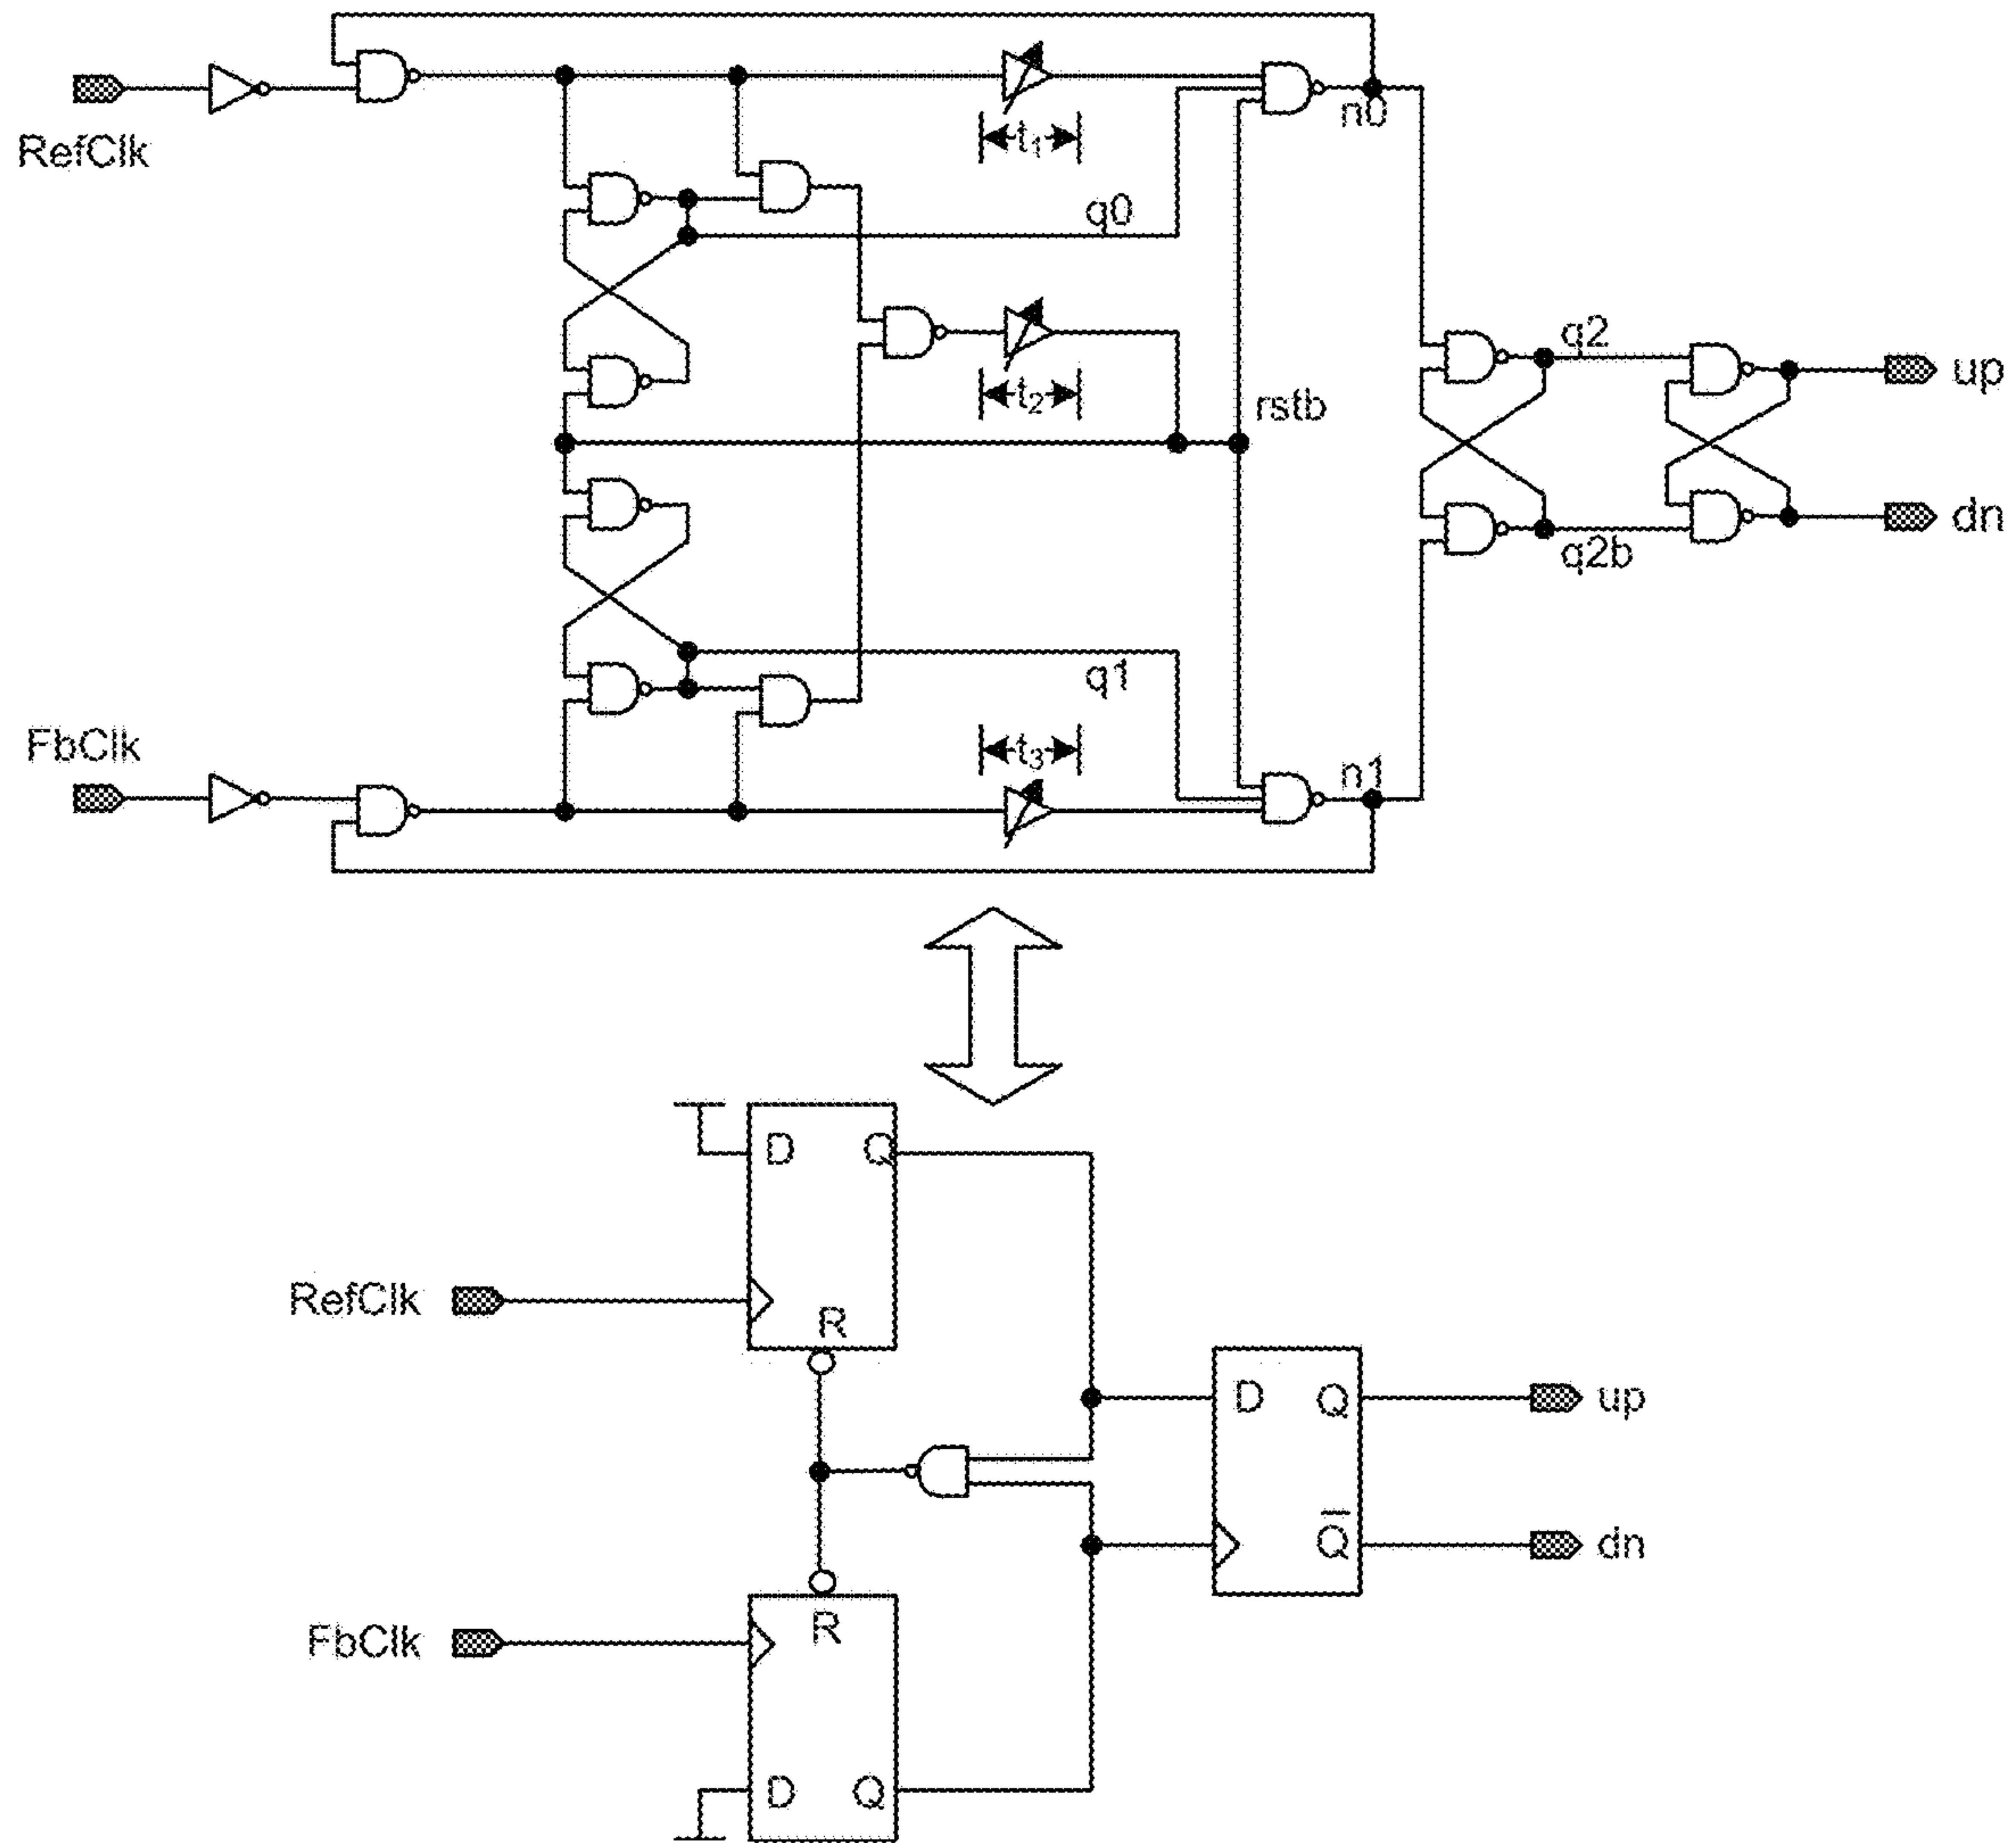 RefClk
n0
t1
q0
q2
up
t2
rstb
dn
q2b
q1
FbClk
t3
n1
D Q
RefClk
R
D Q
up
Q
dn
FbClk
R
D Q